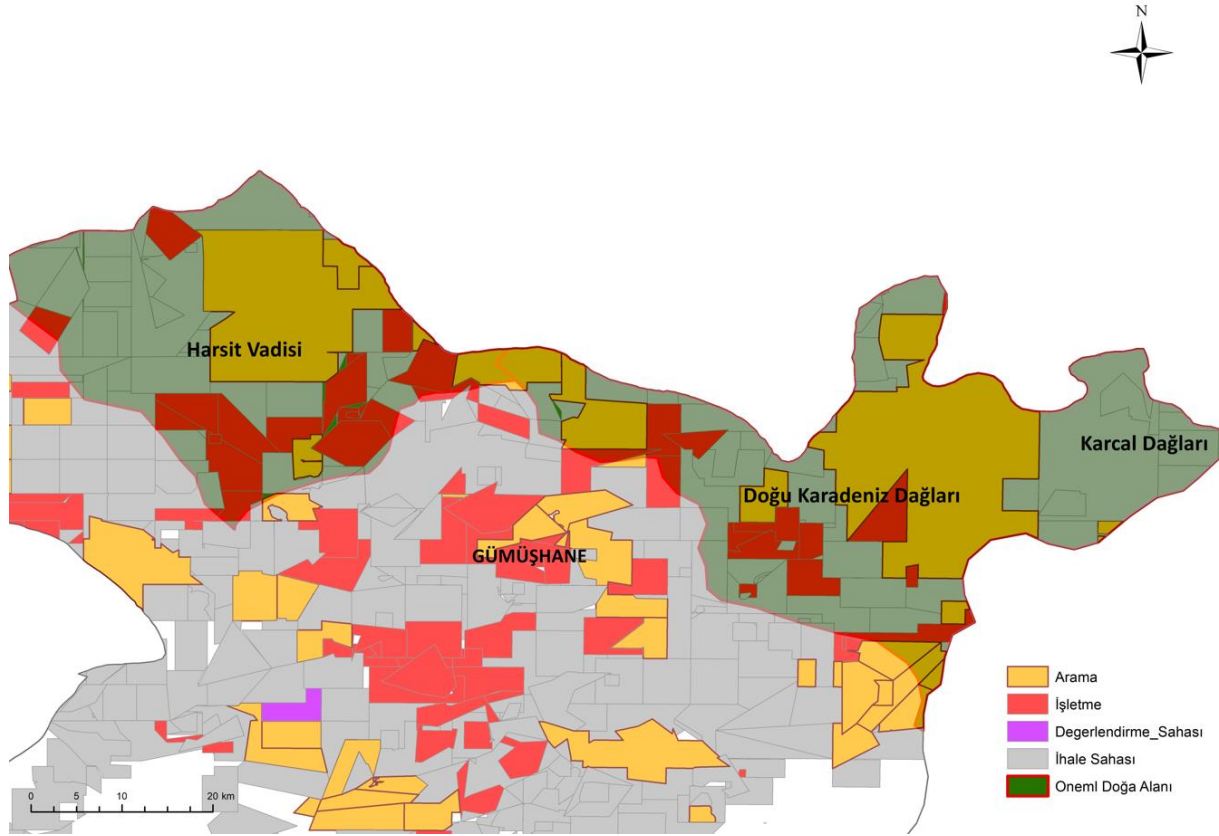 N
Harsit Vadisi
Karcal Dağları
Doğu Karadeniz Dağları
GÜMÜŞHANE
Arama
İşletme
Degerlendirme_Sahası
İhale Sahası
Oneml Doğa Alanı
0 5 10 20 km